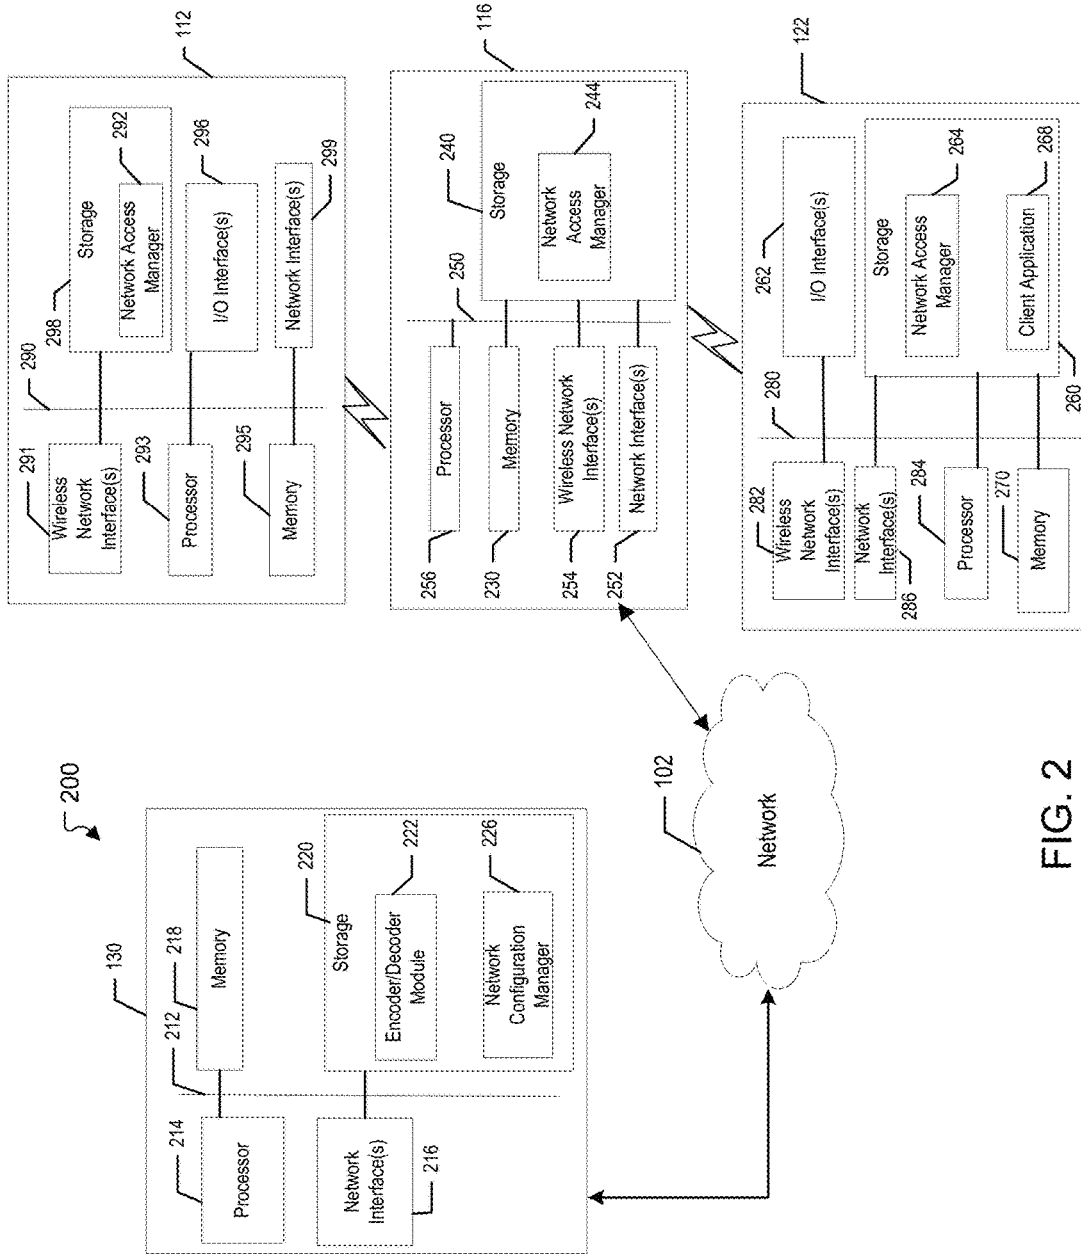 200
130
214
Processor
212
218
Memory
Network
Interface(s)
216
220
Storage
Encoder/Decoder
Module
222
Network
Configuration
Manager
226
102
Network
112
290
291
Wireless
Network
Interface(s)
293
Processor
295
Memory
298
Storage
292
Network Access
Manager
296
I/O Interface(s)
299
Network Interface(s)
116
256
Processor
230
Memory
254
Wireless Network
Interface(s)
252
Network Interface(s)
250
240
Storage
244
Network
Access
Manager
122
280
282
Wireless
Network
Interface(s)
Network
Interface(s)
286
284
Processor
270
Memory
262
I/O Interface(s)
Storage
264
Network Access
Manager
268
Client Application
260
FIG. 2